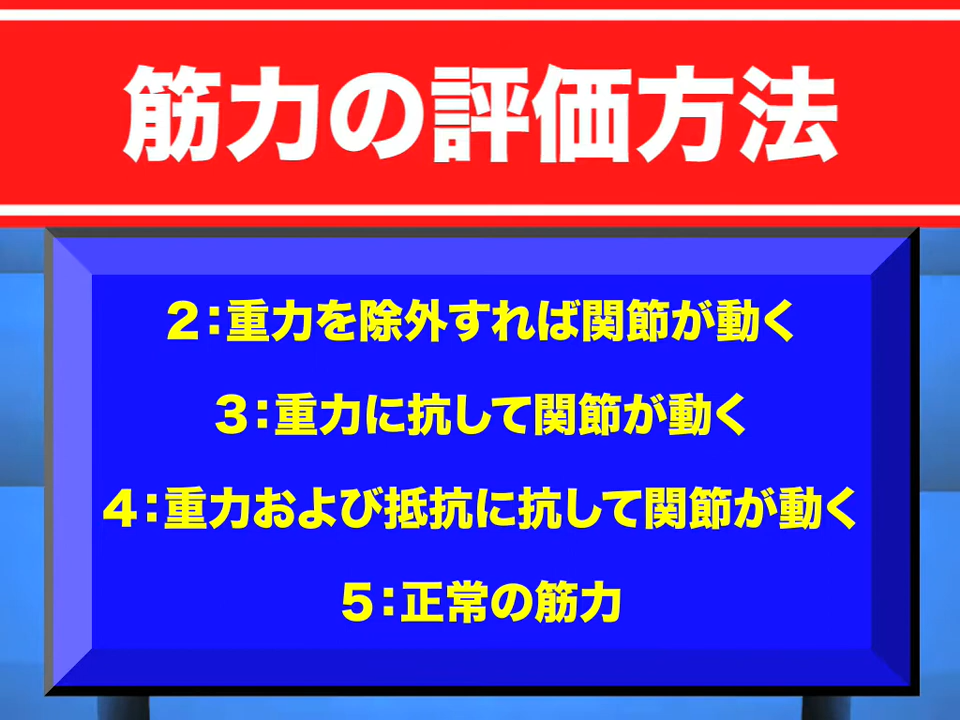 筋力の評価方法
2：重力を除外すれば関節が動く
3：重力に抗して関節が動く
4：重力および抵抗に抗して関節が動く
5：正常の筋力